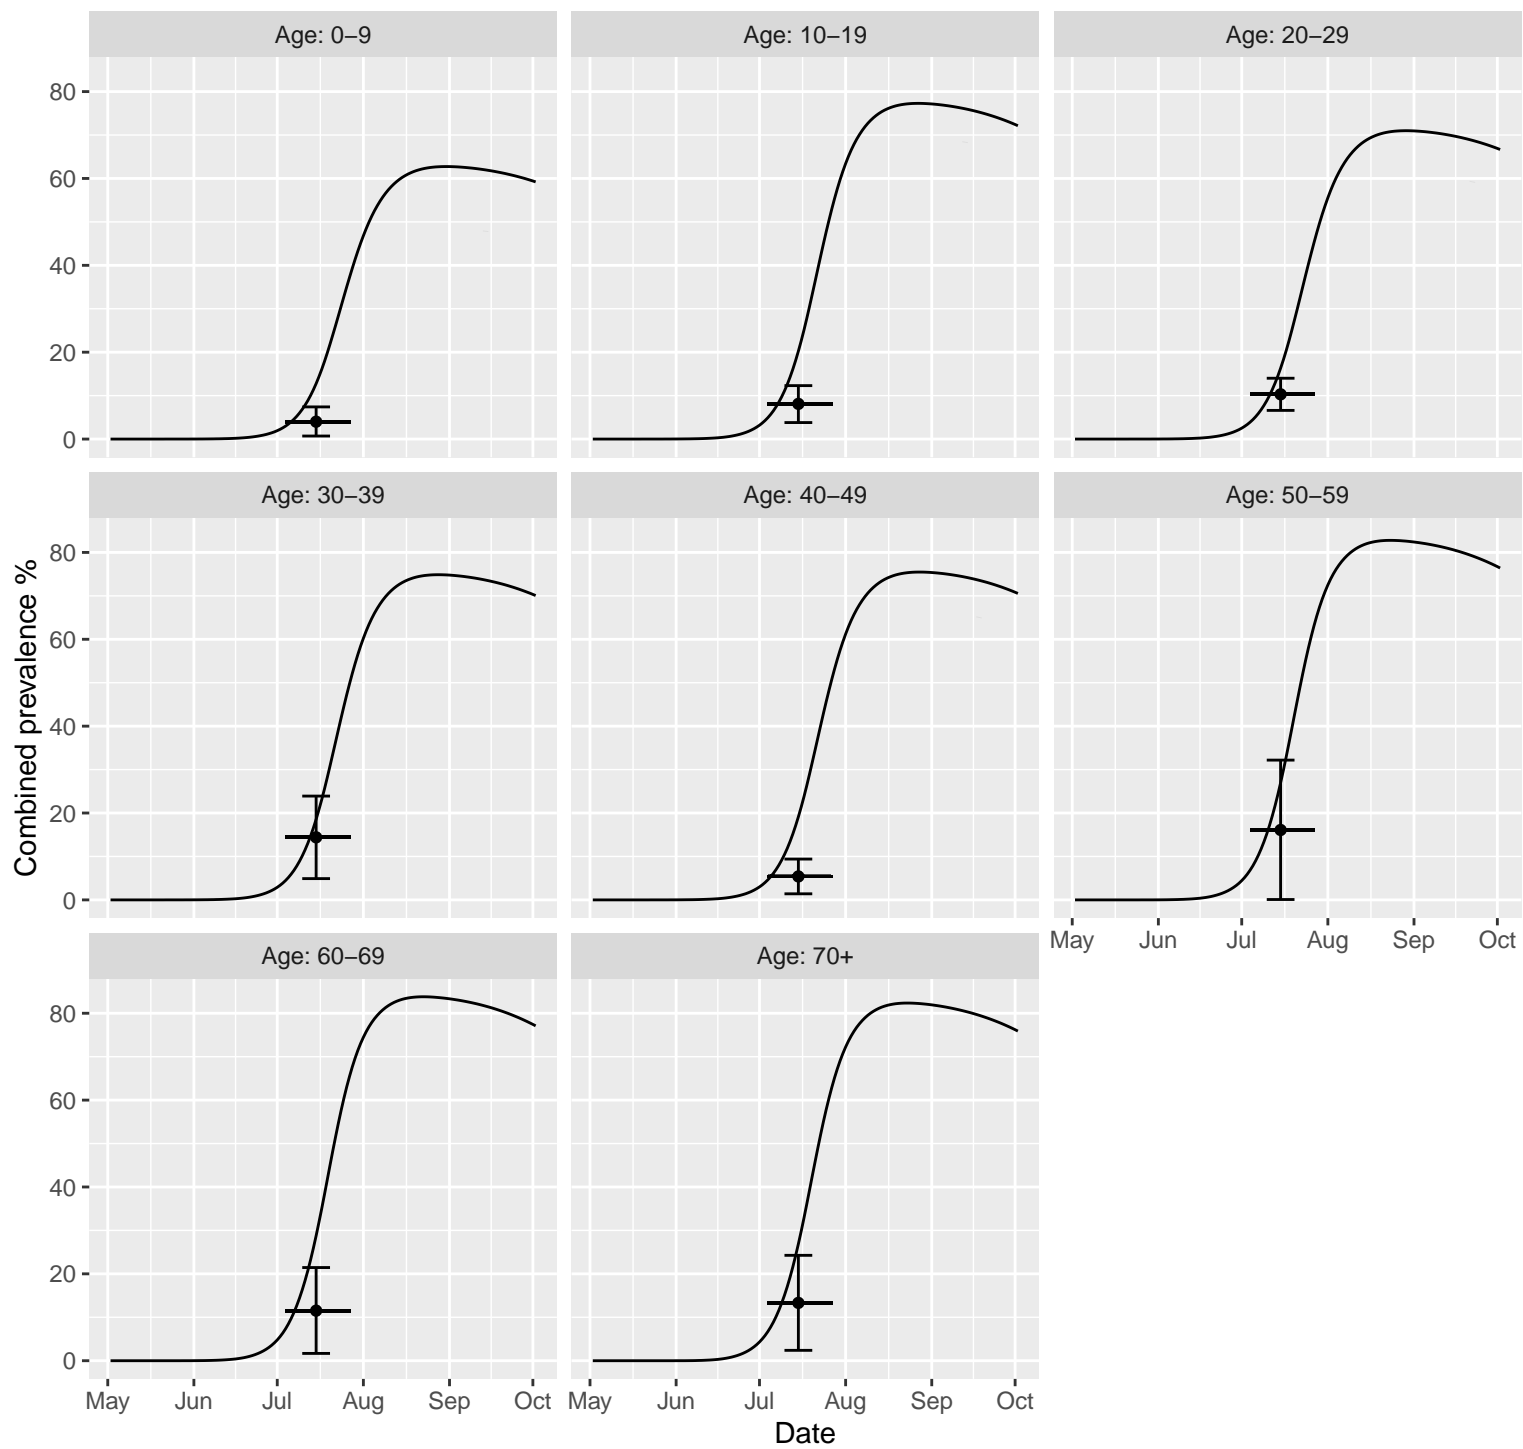 Age: 0–9
Age: 10–19
Age: 20–29
80
60
40
20
0
Age: 30–39
Age: 40–49
Age: 50–59
80
60
40
20
0
May Jun Jul Aug Sep Oct
Age: 60–69
Age: 70+
80
60
40
20
0
May Jun Jul Aug Sep Oct
May Jun Jul Aug Sep Oct
Date
Combined prevalence %